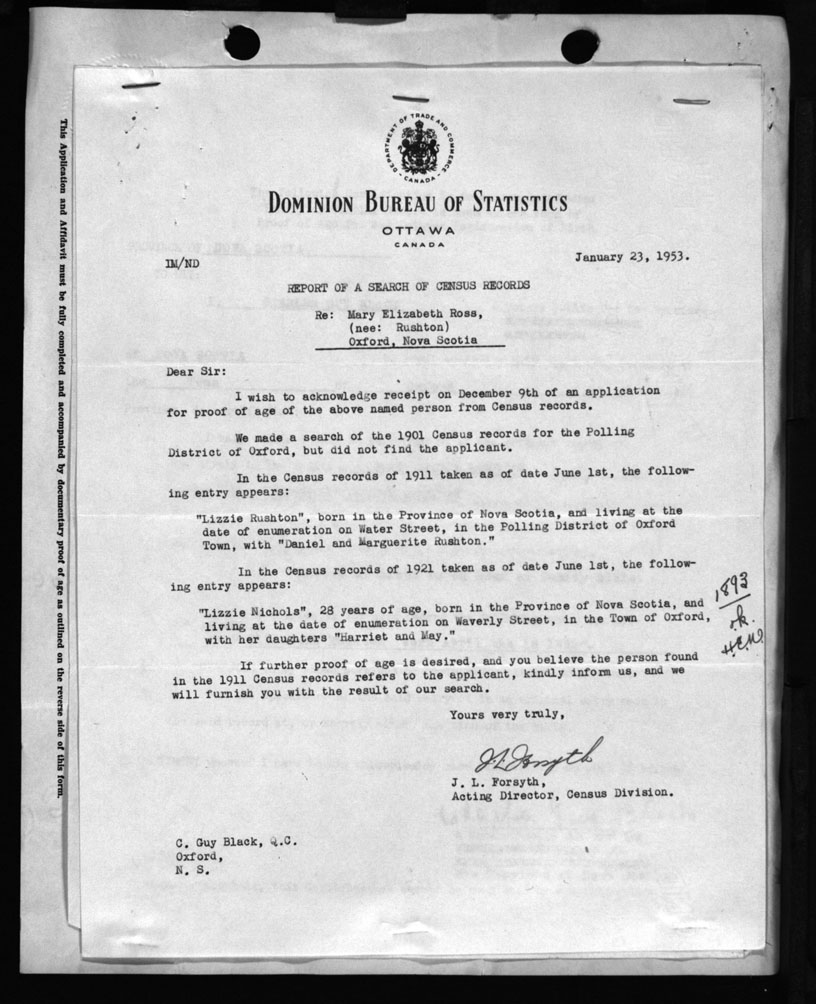 DEPARTMENT OF TRADE AND COMMERCE
CANADA
DOMINION BUREAU OF STATISTICS
OTTAWA
CANADA
IM/ND
January 23, 1953.
REPORT OF A SEARCH OF CENSUS RECORDS
Re: Mary Elizabeth Ross,
(nee: Rushton)
Oxford, Nova Scotia
Dear Sir:
I wish to acknowledge receipt on December 9th of an application
for proof of age of the above named person from Census records.
We made a search of the 1901 Census records for the Polling
District of Oxford, but did not find the applicant.
In the Census records of 1911 taken as of date June 1st, the follow-
ing entry appears:
"Lizzie Rushton", born in the Province of Nova Scotia, and living at the
date of enumeration on Water Street, in the Polling District of Oxford
Town, with "Daniel and Marguerite Rushton."
In the Census records of 1921 taken as of date June 1st, the follow-
ing entry appears:
"Lizzie Nichols", 28 years of age, born in the Province of Nova Scotia, and
living at the date of enumeration on Waverly Street, in the Town of Oxford,
with her daughters "Harriet and May."
1893
o.k.
If further proof of age is desired, and you believe the person found
in the 1911 Census records refers to the applicant, kindly inform us, and we
will furnish you with the result of our search.
Yours very truly,
J L Forsyth
J. L. Forsyth,
Acting Director, Census Division.
C. Guy Black, Q.C.
Oxford,
N. S.
This Application and Affidavit must be fully completed and accompanied by documentary proof of age as outlined on the reverse side of this form.